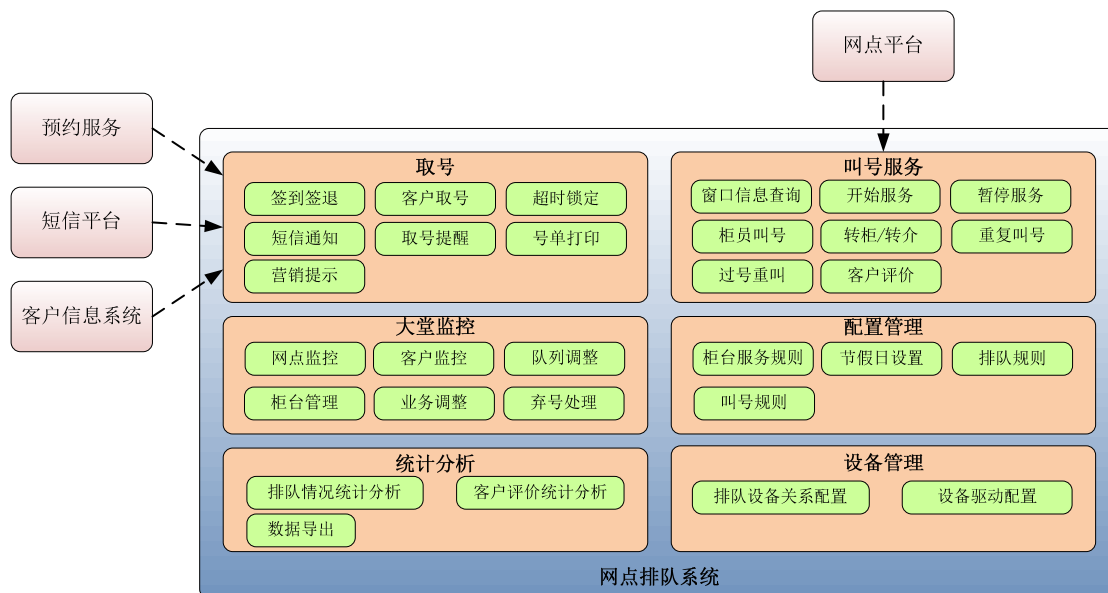 网点平台
预约服务
短信平台
客户信息系统
取号
签到签退
客户取号
超时锁定
短信通知
取号提醒
号单打印
营销提示
叫号服务
窗口信息查询
开始服务
暂停服务
柜员叫号
转柜/转介
重复叫号
过号重叫
客户评价
大堂监控
网点监控
客户监控
队列调整
柜台管理
业务调整
弃号处理
配置管理
柜台服务规则
节假日设置
排队规则
叫号规则
统计分析
排队情况统计分析
客户评价统计分析
数据导出
设备管理
排队设备关系配置
设备驱动配置
网点排队系统